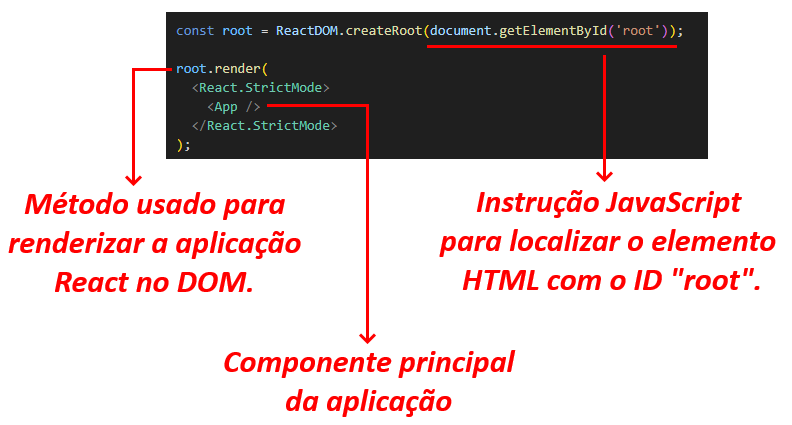 const root = ReactDOM.createRoot(document.getElementById('root'));
root.render(
<React.StrictMode>
<App />
</React.StrictMode>
);
Método usado para
renderizar a aplicação
React no DOM.
Instrução JavaScript
para localizar o elemento
HTML com o ID "root".
Componente principal
da aplicação